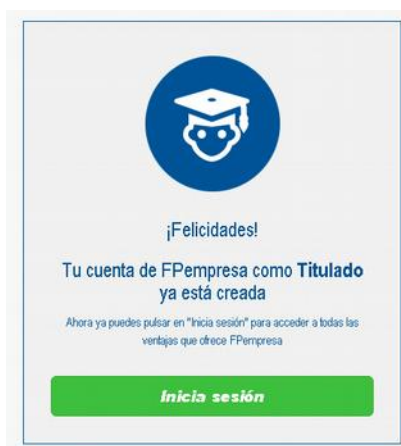 ¡Felicidades!
Tu cuenta de FPempresa como Titulado
ya está creada
Ahora ya puedes pulsar en "Inicia sesión" para acceder a todas las
ventajas que ofrece FPempresa
Inicia sesión